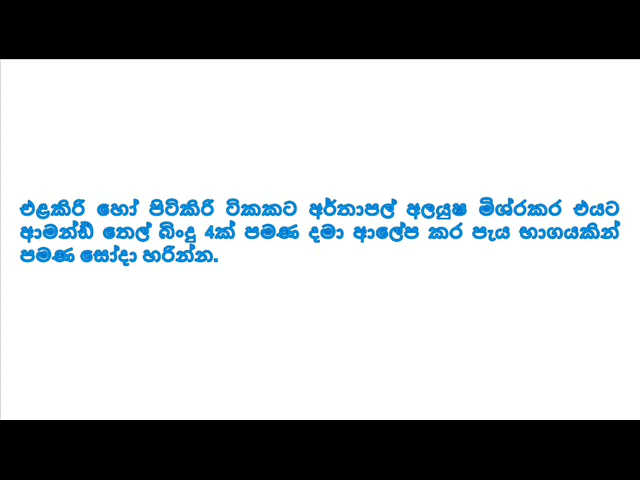 එළකිරි හෝ පිටිකිරි ටිකකට අර්තාපල් අලයුෂ මිශ්රකර එයට
ආමන්ඩ් තෙල් බිංදු 4ක් පමණ දමා ආලේප කර පැය භාගයකින්
පමණ සෝදා හරින්න.